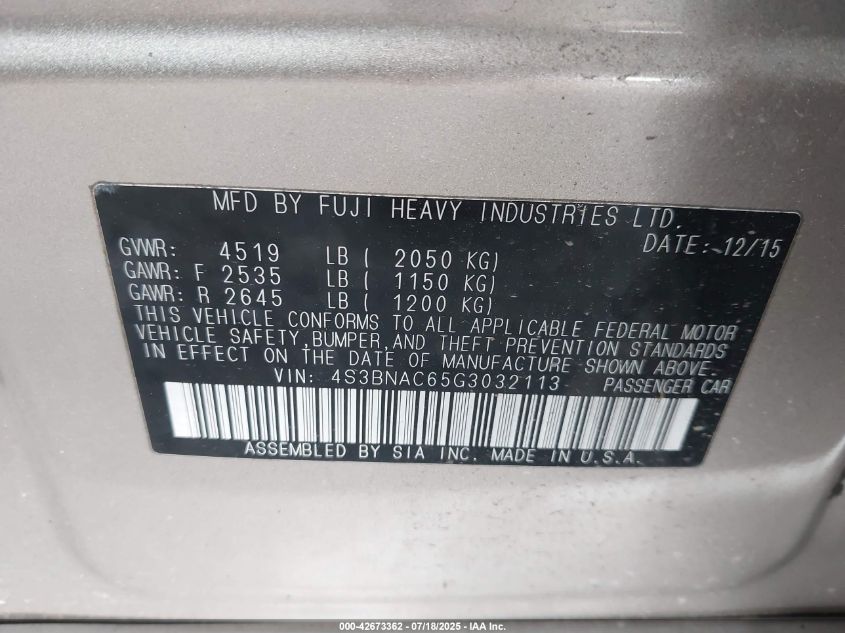 MFD BY FUJI HEAVY INDUSTRIES LTD.
DATE: 12/15
GVWR: 4519 LB ( 2050 KG)
GAWR: F 2535 LB ( 1150 KG)
GAWR: R 2645 LB ( 1200 KG)
THIS VEHICLE CONFORMS TO ALL APPLICABLE FEDERAL MOTOR
VEHICLE SAFETY, BUMPER, AND THEFT PREVENTION STANDARDS
IN EFFECT ON THE DATE OF MANUFACTURE SHOWN ABOVE.
VIN: 4S3BNAC65G3032113 PASSENGER CAR
ASSEMBLED BY SIA INC. MADE IN U.S.A.
000-42673362 - 07/18/2025 - IAA Inc.